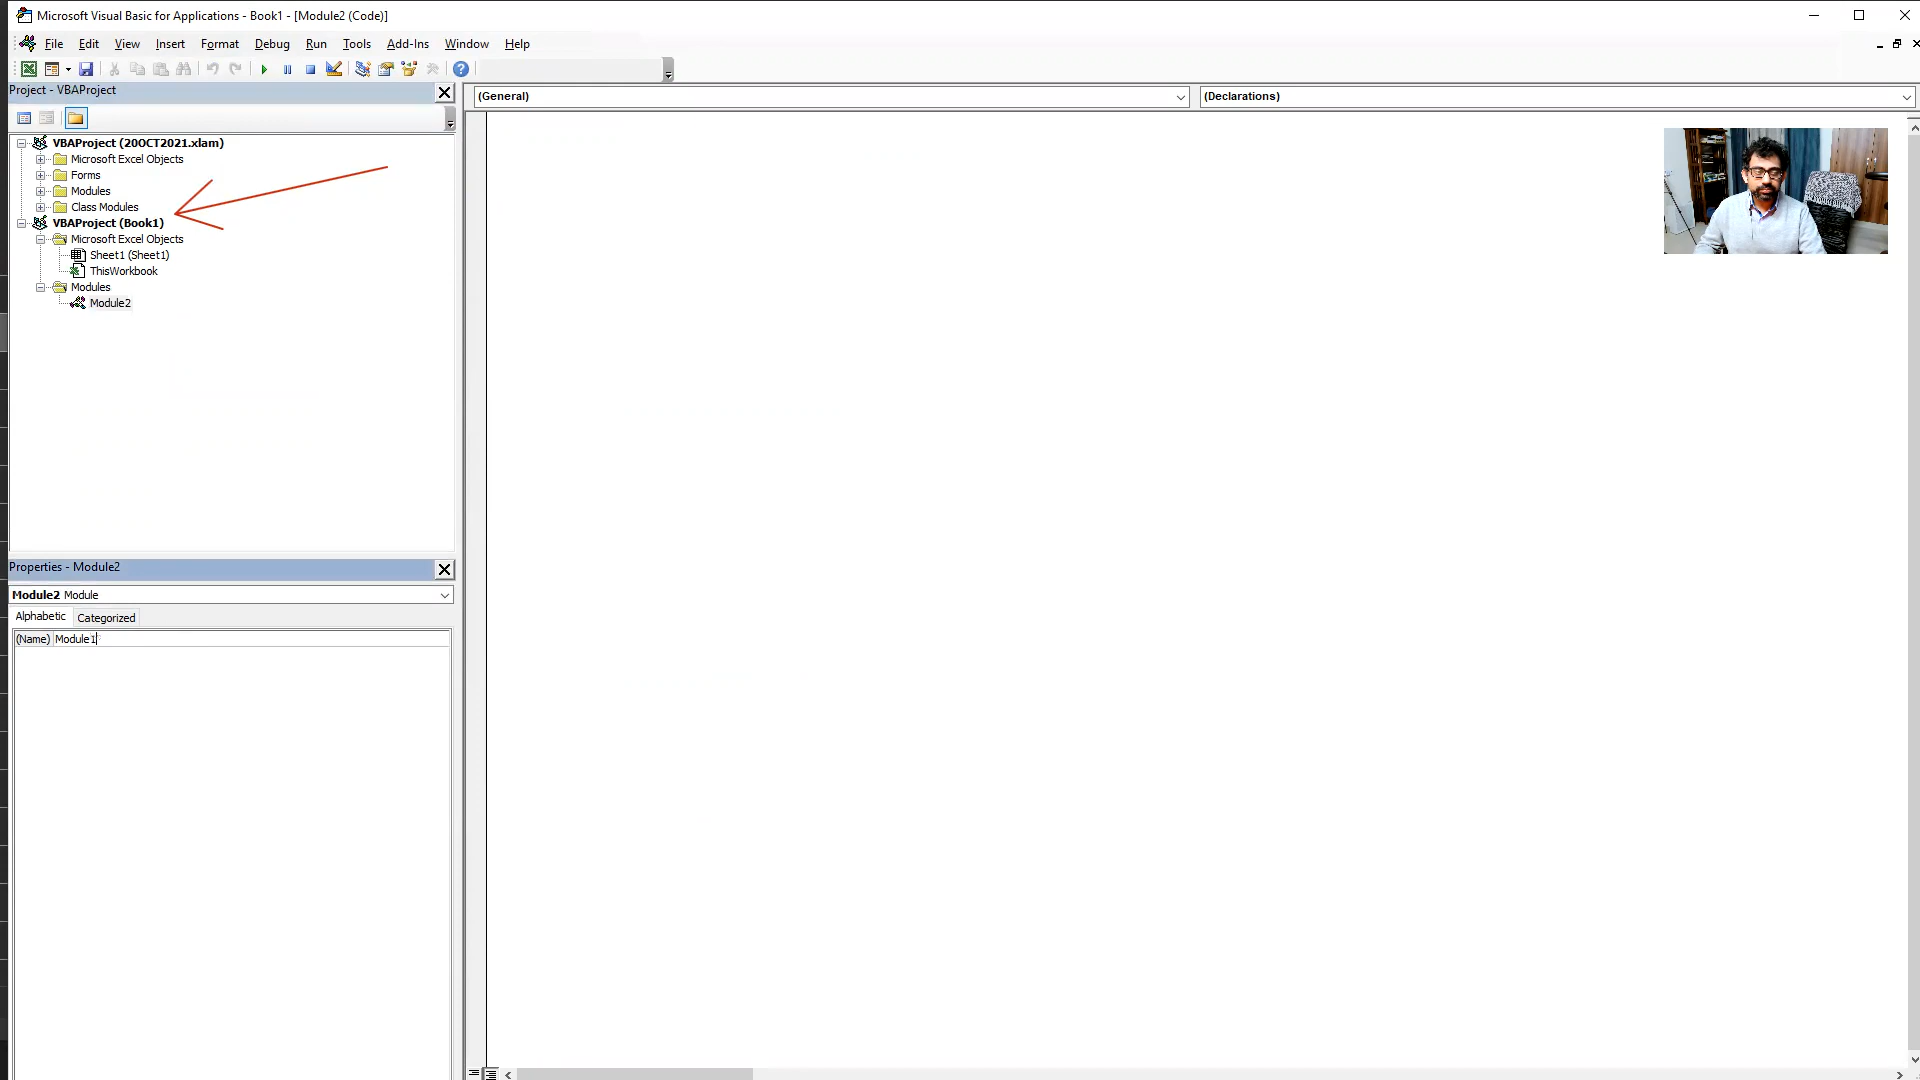 Microsoft Visual Basic for Applications - Book1 - [Module2 (Code)]
File Edit View Insert Format Debug Run Tools Add-Ins Window Help
Project - VBAProject
(General)
(Declarations)
VBAProject (20OCT2021.xlam)
Microsoft Excel Objects
Forms
Modules
Class Modules
VBAProject (Book1)
Microsoft Excel Objects
Sheet1 (Sheet1)
ThisWorkbook
Modules
Module2
Properties - Module2
Module2 Module
Alphabetic Categorized
(Name) Module1